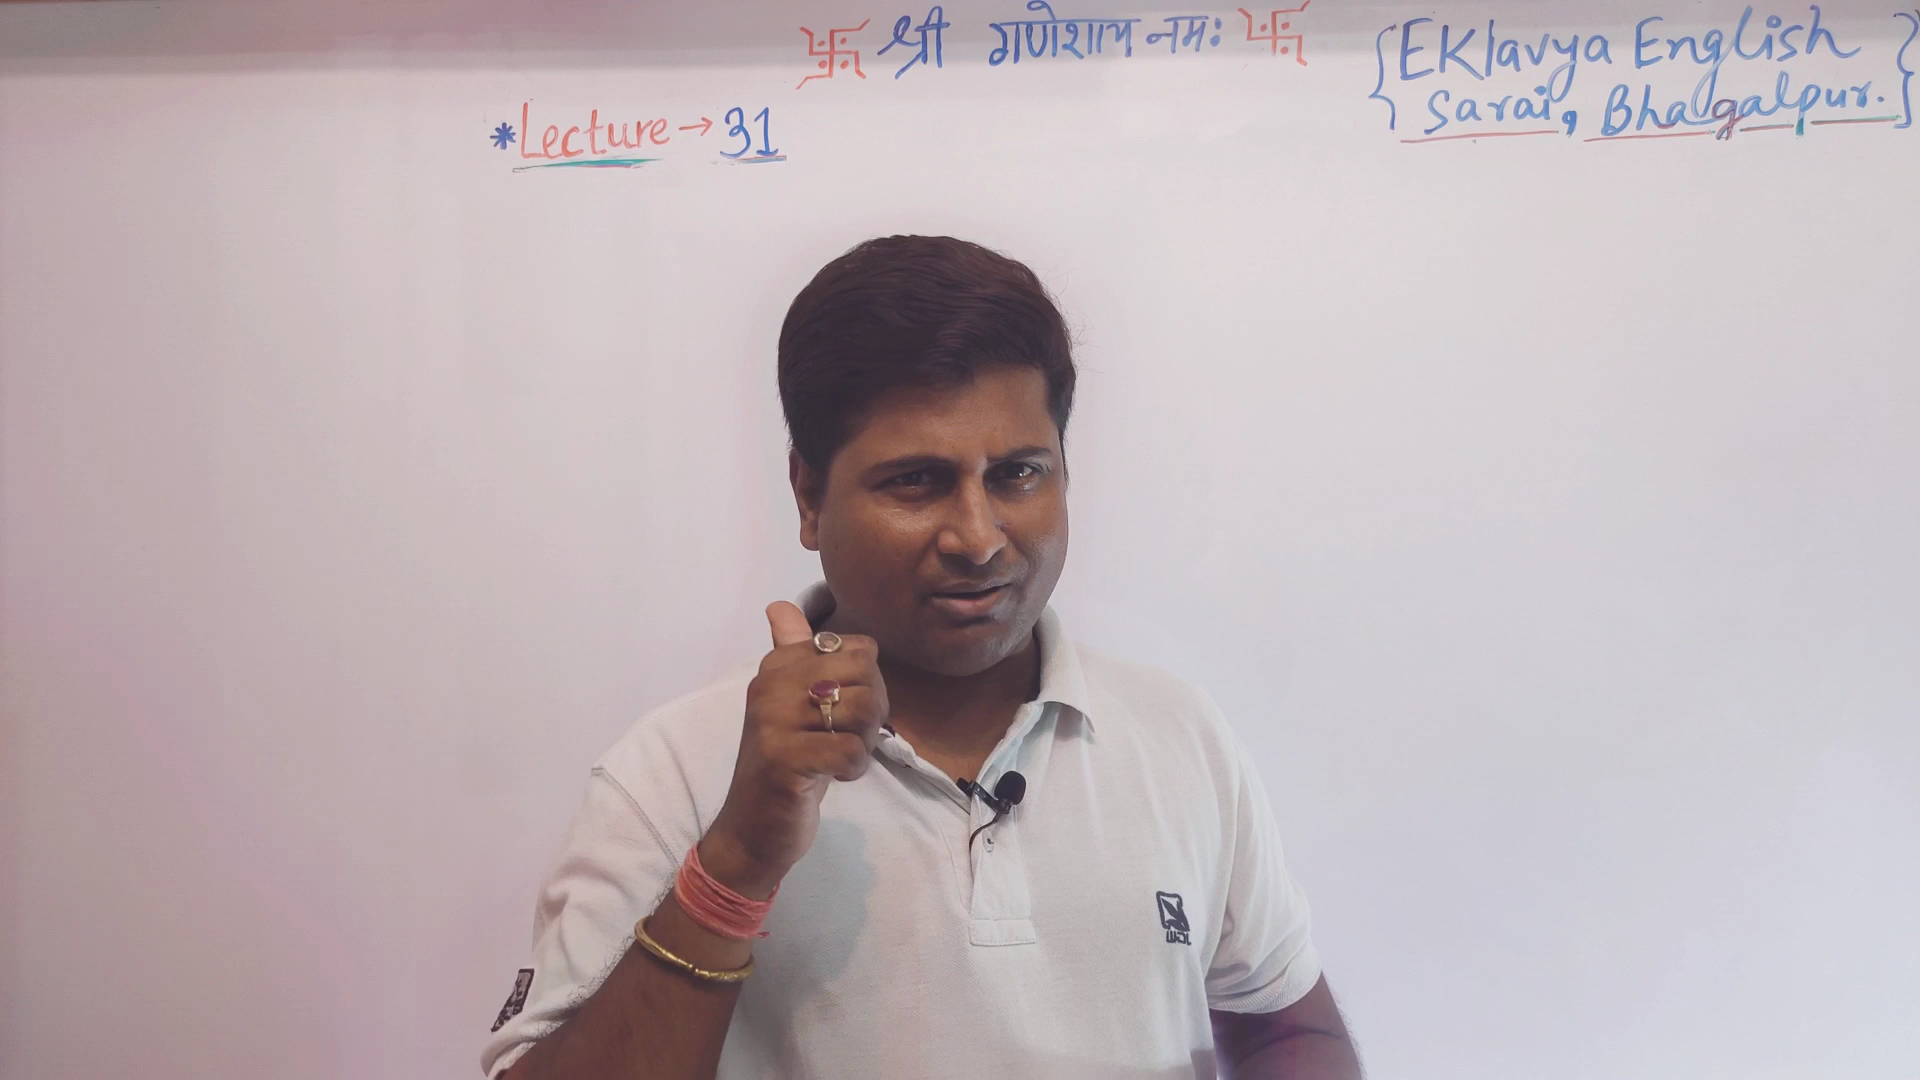 卐 श्री गणेशाय नमः 卐
{EKlavya English
Sarai, Bhagalpur.}
*Lecture→31